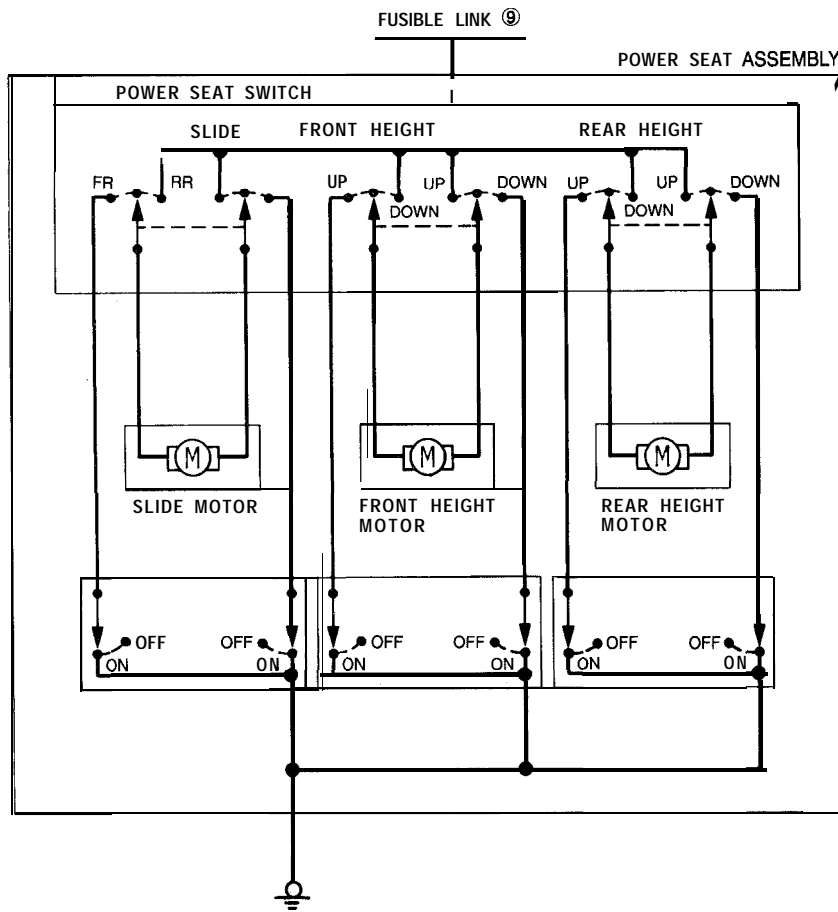 FUSIBLE LINK ⑨
POWER SEAT ASSEMBLY
POWER SEAT SWITCH
SLIDE FRONT HEIGHT REAR HEIGHT
FR RR UP DOWN UP DOWN UP DOWN UP DOWN
M M M
SLIDE MOTOR
FRONT HEIGHT
MOTOR
REAR HEIGHT
MOTOR
OFF OFF OFF OFF OFF OFF
ON ON ON ON ON ON